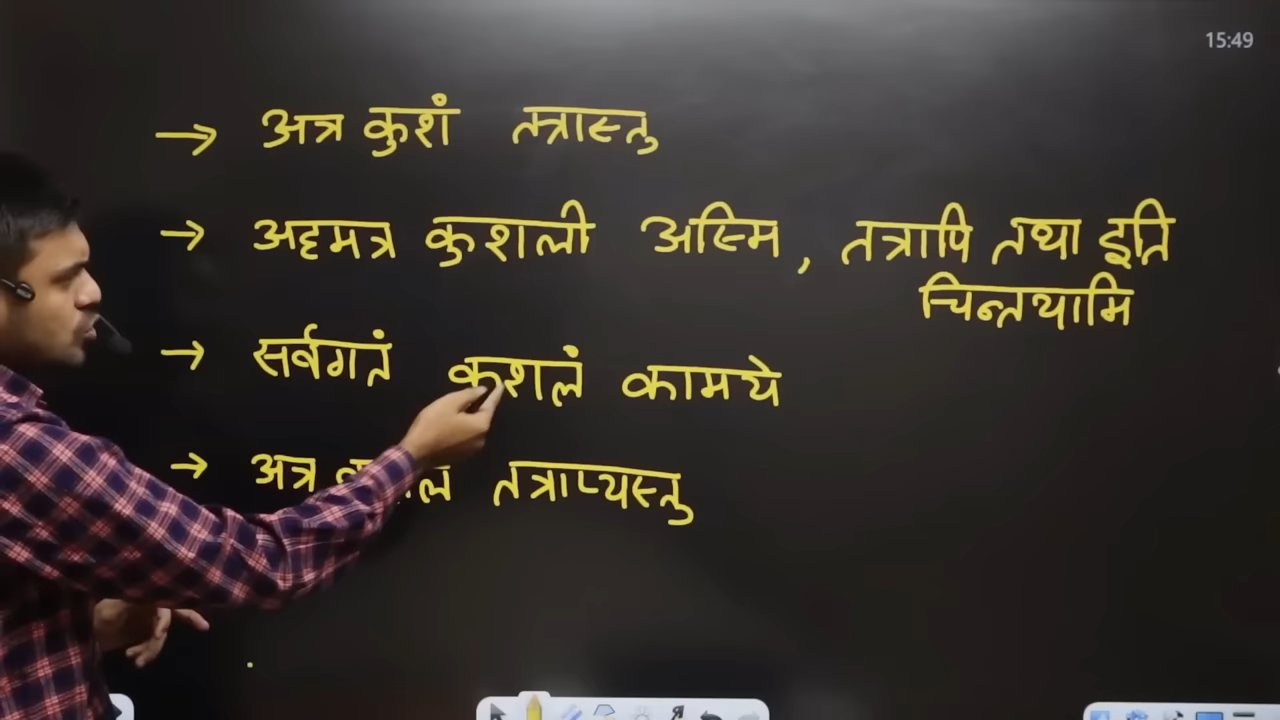 15:49
→ अत्र कुशं तत्रास्तु
→ अहमत्र कुशली अस्मि, तत्रापि तथा इति
चिन्तयामि
→ सर्वगतं कुशलं कामये
→ अत्र तत्राप्यस्तु